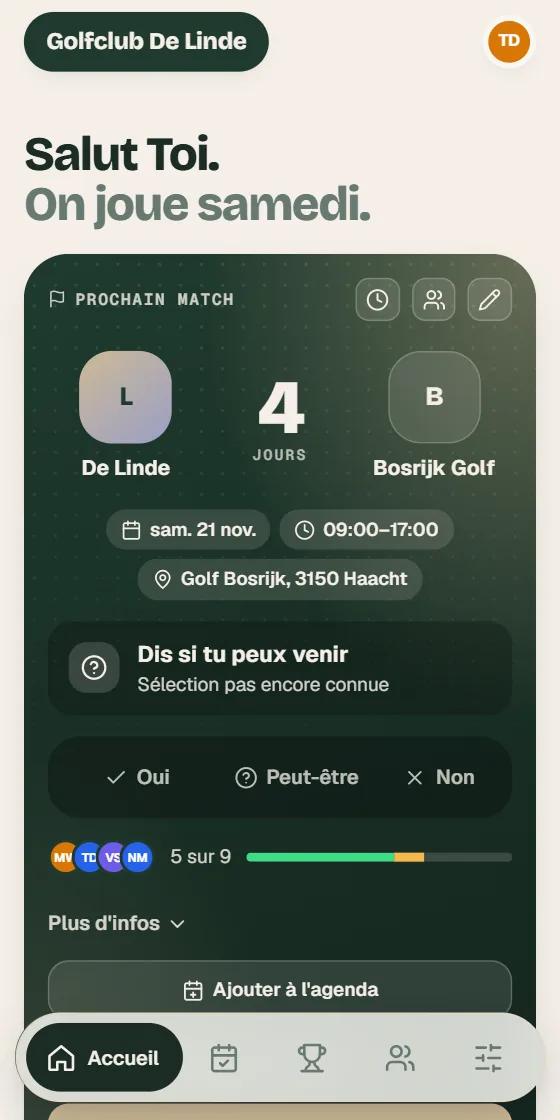 Golfclub De Linde
TD
Salut Toi.
On joue samedi.
PROCHAIN MATCH
L
4
B
JOURS
De Linde
Bosrijk Golf
sam. 21 nov.
09:00–17:00
Golf Bosrijk, 3150 Haacht
Dis si tu peux venir
Sélection pas encore connue
Oui
Peut-être
Non
TD
VS
NM
5 sur 9
Plus d'infos
Ajouter à l'agenda
Accueil